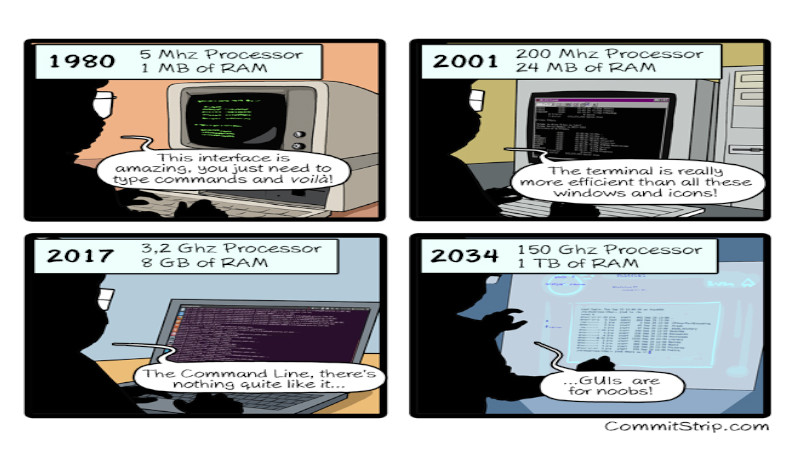 1980
5 Mhz Processor
1 MB of RAM
This interface is
amazing, you just need to
type commands and voilà!
2001
200 Mhz Processor
24 MB of RAM
The terminal is really
more efficient than all these
windows and icons!
2017
3,2 Ghz Processor
8 GB of RAM
The Command Line, there's
nothing quite like it...
2034
150 Ghz Processor
1 TB of RAM
...GUIs are
for noobs!
CommitStrip.com